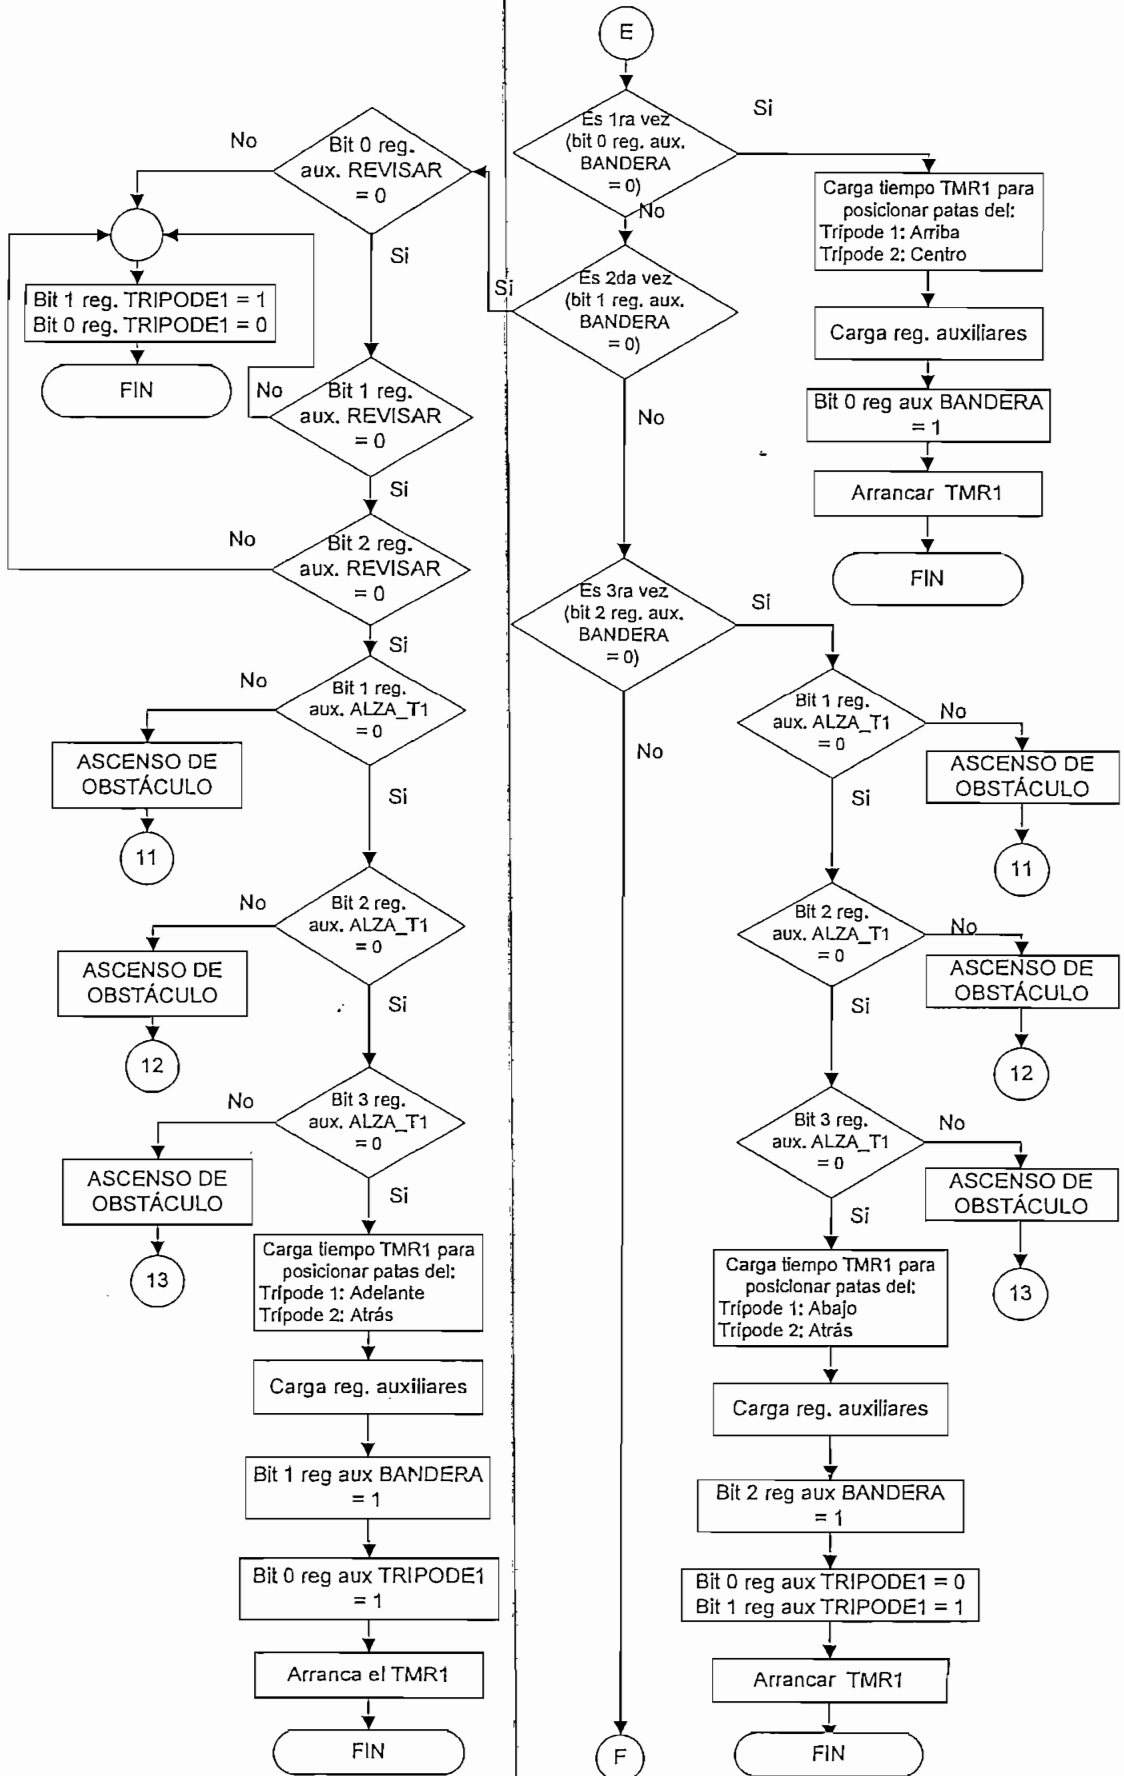 E
Es 1ra vez
(bit 0 reg. aux.
BANDERA
= 0)
Si
No
Carga tiempo TMR1 para
posicionar patas del:
Trípode 1: Arriba
Trípode 2: Centro
Carga reg. auxiliares
Bit 0 reg aux BANDERA
= 1
Arrancar TMR1
FIN
Es 2da vez
(bit 1 reg. aux.
BANDERA
= 0)
Si
No
Bit 0 reg.
aux. REVISAR
= 0
No
Si
Bit 1 reg. TRIPODE1 = 1
Bit 0 reg. TRIPODE1 = 0
FIN
Bit 1 reg.
aux. REVISAR
= 0
No
Si
Bit 2 reg.
aux. REVISAR
= 0
No
Si
Bit 1 reg.
aux. ALZA_T1
= 0
No
Si
ASCENSO DE
OBSTÁCULO
11
Bit 2 reg.
aux. ALZA_T1
= 0
No
Si
ASCENSO DE
OBSTÁCULO
12
Bit 3 reg.
aux. ALZA_T1
= 0
No
Si
ASCENSO DE
OBSTÁCULO
13
Carga tiempo TMR1 para
posicionar patas del:
Trípode 1: Adelante
Trípode 2: Atrás
Carga reg. auxiliares
Bit 1 reg aux BANDERA
= 1
Bit 0 reg aux TRIPODE1
= 1
Arranca el TMR1
FIN
Es 3ra vez
(bit 2 reg. aux.
BANDERA
= 0)
Si
No
F
Bit 1 reg.
aux. ALZA_T1
= 0
No
Si
ASCENSO DE
OBSTÁCULO
11
Bit 2 reg.
aux. ALZA_T1
= 0
No
Si
ASCENSO DE
OBSTÁCULO
12
Bit 3 reg.
aux. ALZA_T1
= 0
No
Si
ASCENSO DE
OBSTÁCULO
13
Carga tiempo TMR1 para
posicionar patas del:
Trípode 1: Abajo
Trípode 2: Atrás
Carga reg. auxiliares
Bit 2 reg aux BANDERA
= 1
Bit 0 reg aux TRIPODE1 = 0
Bit 1 reg aux TRIPODE1 = 1
Arrancar TMR1
FIN